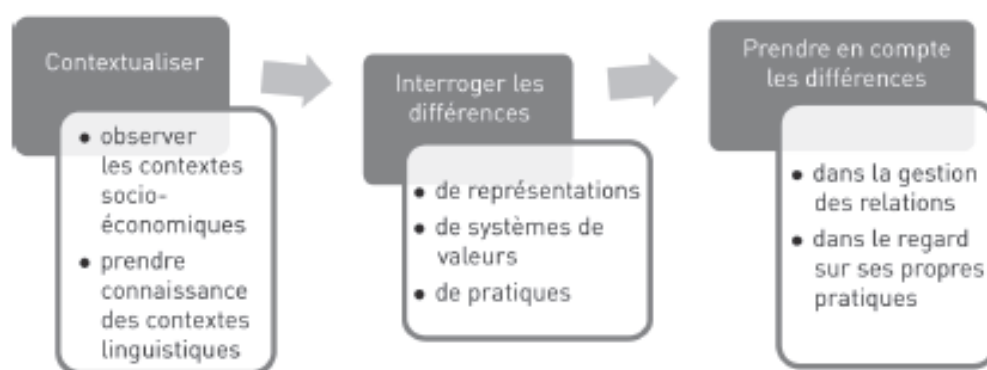 Contextualiser
• observer
les contextes
socio-
économiques
• prendre
connaissance
des contextes
linguistiques
Interroger les
différences
• de représentations
• de systèmes de
valeurs
• de pratiques
Prendre en compte
les différences
• dans la gestion
des relations
• dans le regard
sur ses propres
pratiques